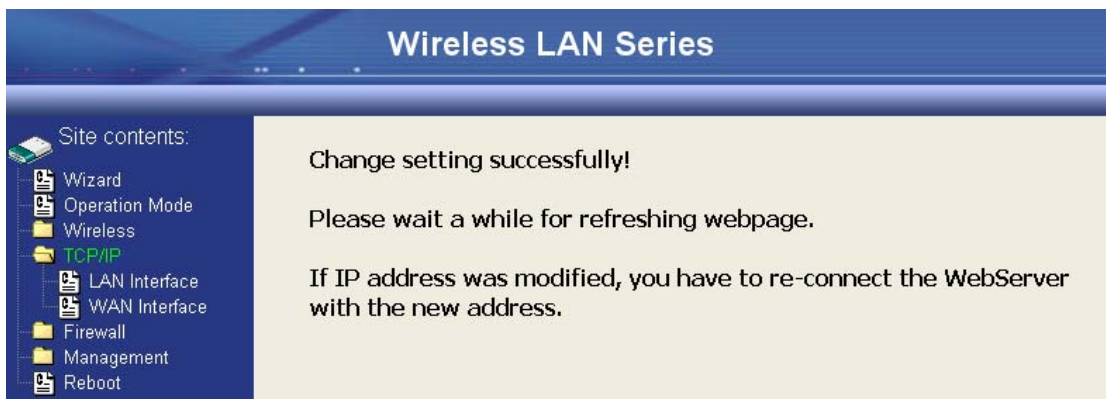 Wireless LAN Series
Site contents:
Wizard
Operation Mode
Wireless
TCP/IP
LAN Interface
WAN Interface
Firewall
Management
Reboot
Change setting successfully!
Please wait a while for refreshing webpage.
If IP address was modified, you have to re-connect the WebServer
with the new address.